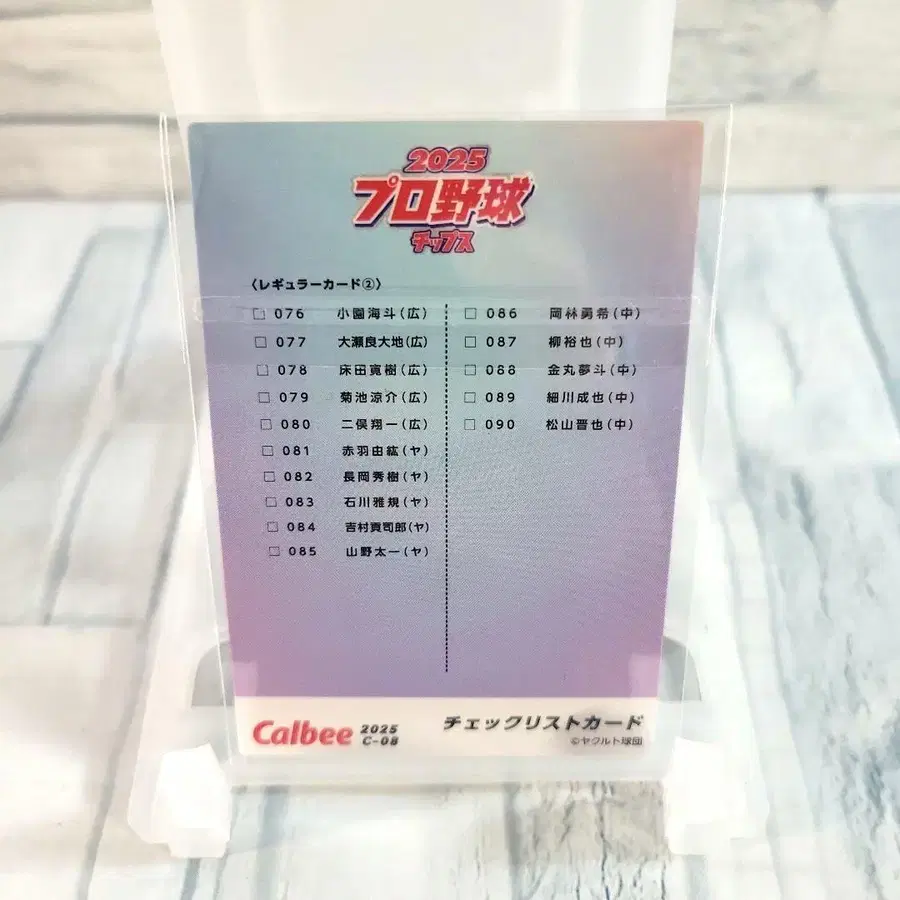 2025
プロ野球
チップス
〈レギュラーカード②〉
□ 076 小園海斗(広)
□ 077 大瀬良大地(広)
□ 078 床田寛樹(広)
□ 079 菊池涼介(広)
□ 080 二俣翔一(広)
□ 081 赤羽由紘(ヤ)
□ 082 長岡秀樹(ヤ)
□ 083 石川雅規(ヤ)
□ 084 吉村貢司郎(ヤ)
□ 085 山野太一(ヤ)
□ 086 岡林勇希(中)
□ 087 柳裕也(中)
□ 088 金丸夢斗(中)
□ 089 細川成也(中)
□ 090 松山晋也(中)
Calbee 2025
C-08
チェックリストカード
©ヤクルト球団